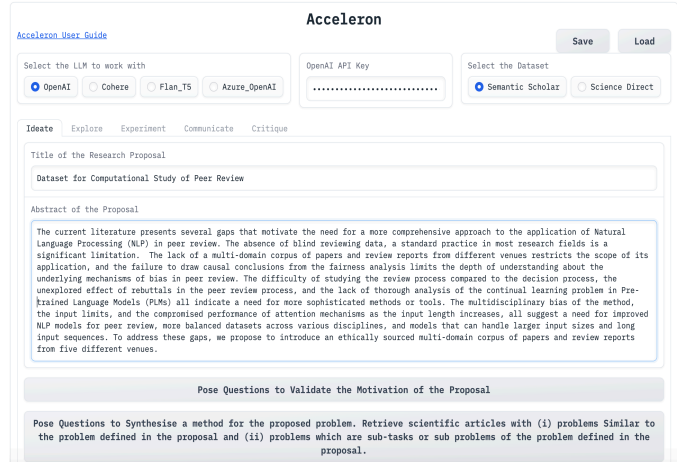 Acceleron
Acceleron User Guide
Save
Load
Select the LLM to work with
OpenAI
Cohere
Flan_T5
Azure_OpenAI
OpenAI API Key
Select the Dataset
Semantic Scholar
Science Direct
Ideate
Explore
Experiment
Communicate
Critique
Title of the Research Proposal
Dataset for Computational Study of Peer Review
Abstract of the Proposal
The current literature presents several gaps that motivate the need for a more comprehensive approach to the application of Natural
Language Processing (NLP) in peer review. The absence of blind reviewing data, a standard practice in most research fields is a
significant limitation. The lack of a multi-domain corpus of papers and review reports from different venues restricts the scope of its
application, and the failure to draw causal conclusions from the fairness analysis limits the depth of understanding about the
underlying mechanisms of bias in peer review. The difficulty of studying the review process compared to the decision process, the
unexplored effect of rebuttals in the peer review process, and the lack of thorough analysis of the continual learning problem in Pre-
trained Language Models (PLMs) all indicate a need for more sophisticated methods or tools. The multidisciplinary bias of the method,
the input limits, and the compromised performance of attention mechanisms as the input length increases, all suggest a need for improved
NLP models for peer review, more balanced datasets across various disciplines, and models that can handle larger input sizes and long
input sequences. To address these gaps, we propose to introduce an ethically sourced multi-domain corpus of papers and review reports
from five different venues.
Pose Questions to Validate the Motivation of the Proposal
Pose Questions to Synthesise a method for the proposed problem. Retrieve scientific articles with (i) problems Similar to
the problem defined in the proposal and (ii) problems which are sub-tasks or sub problems of the problem defined in the
proposal.